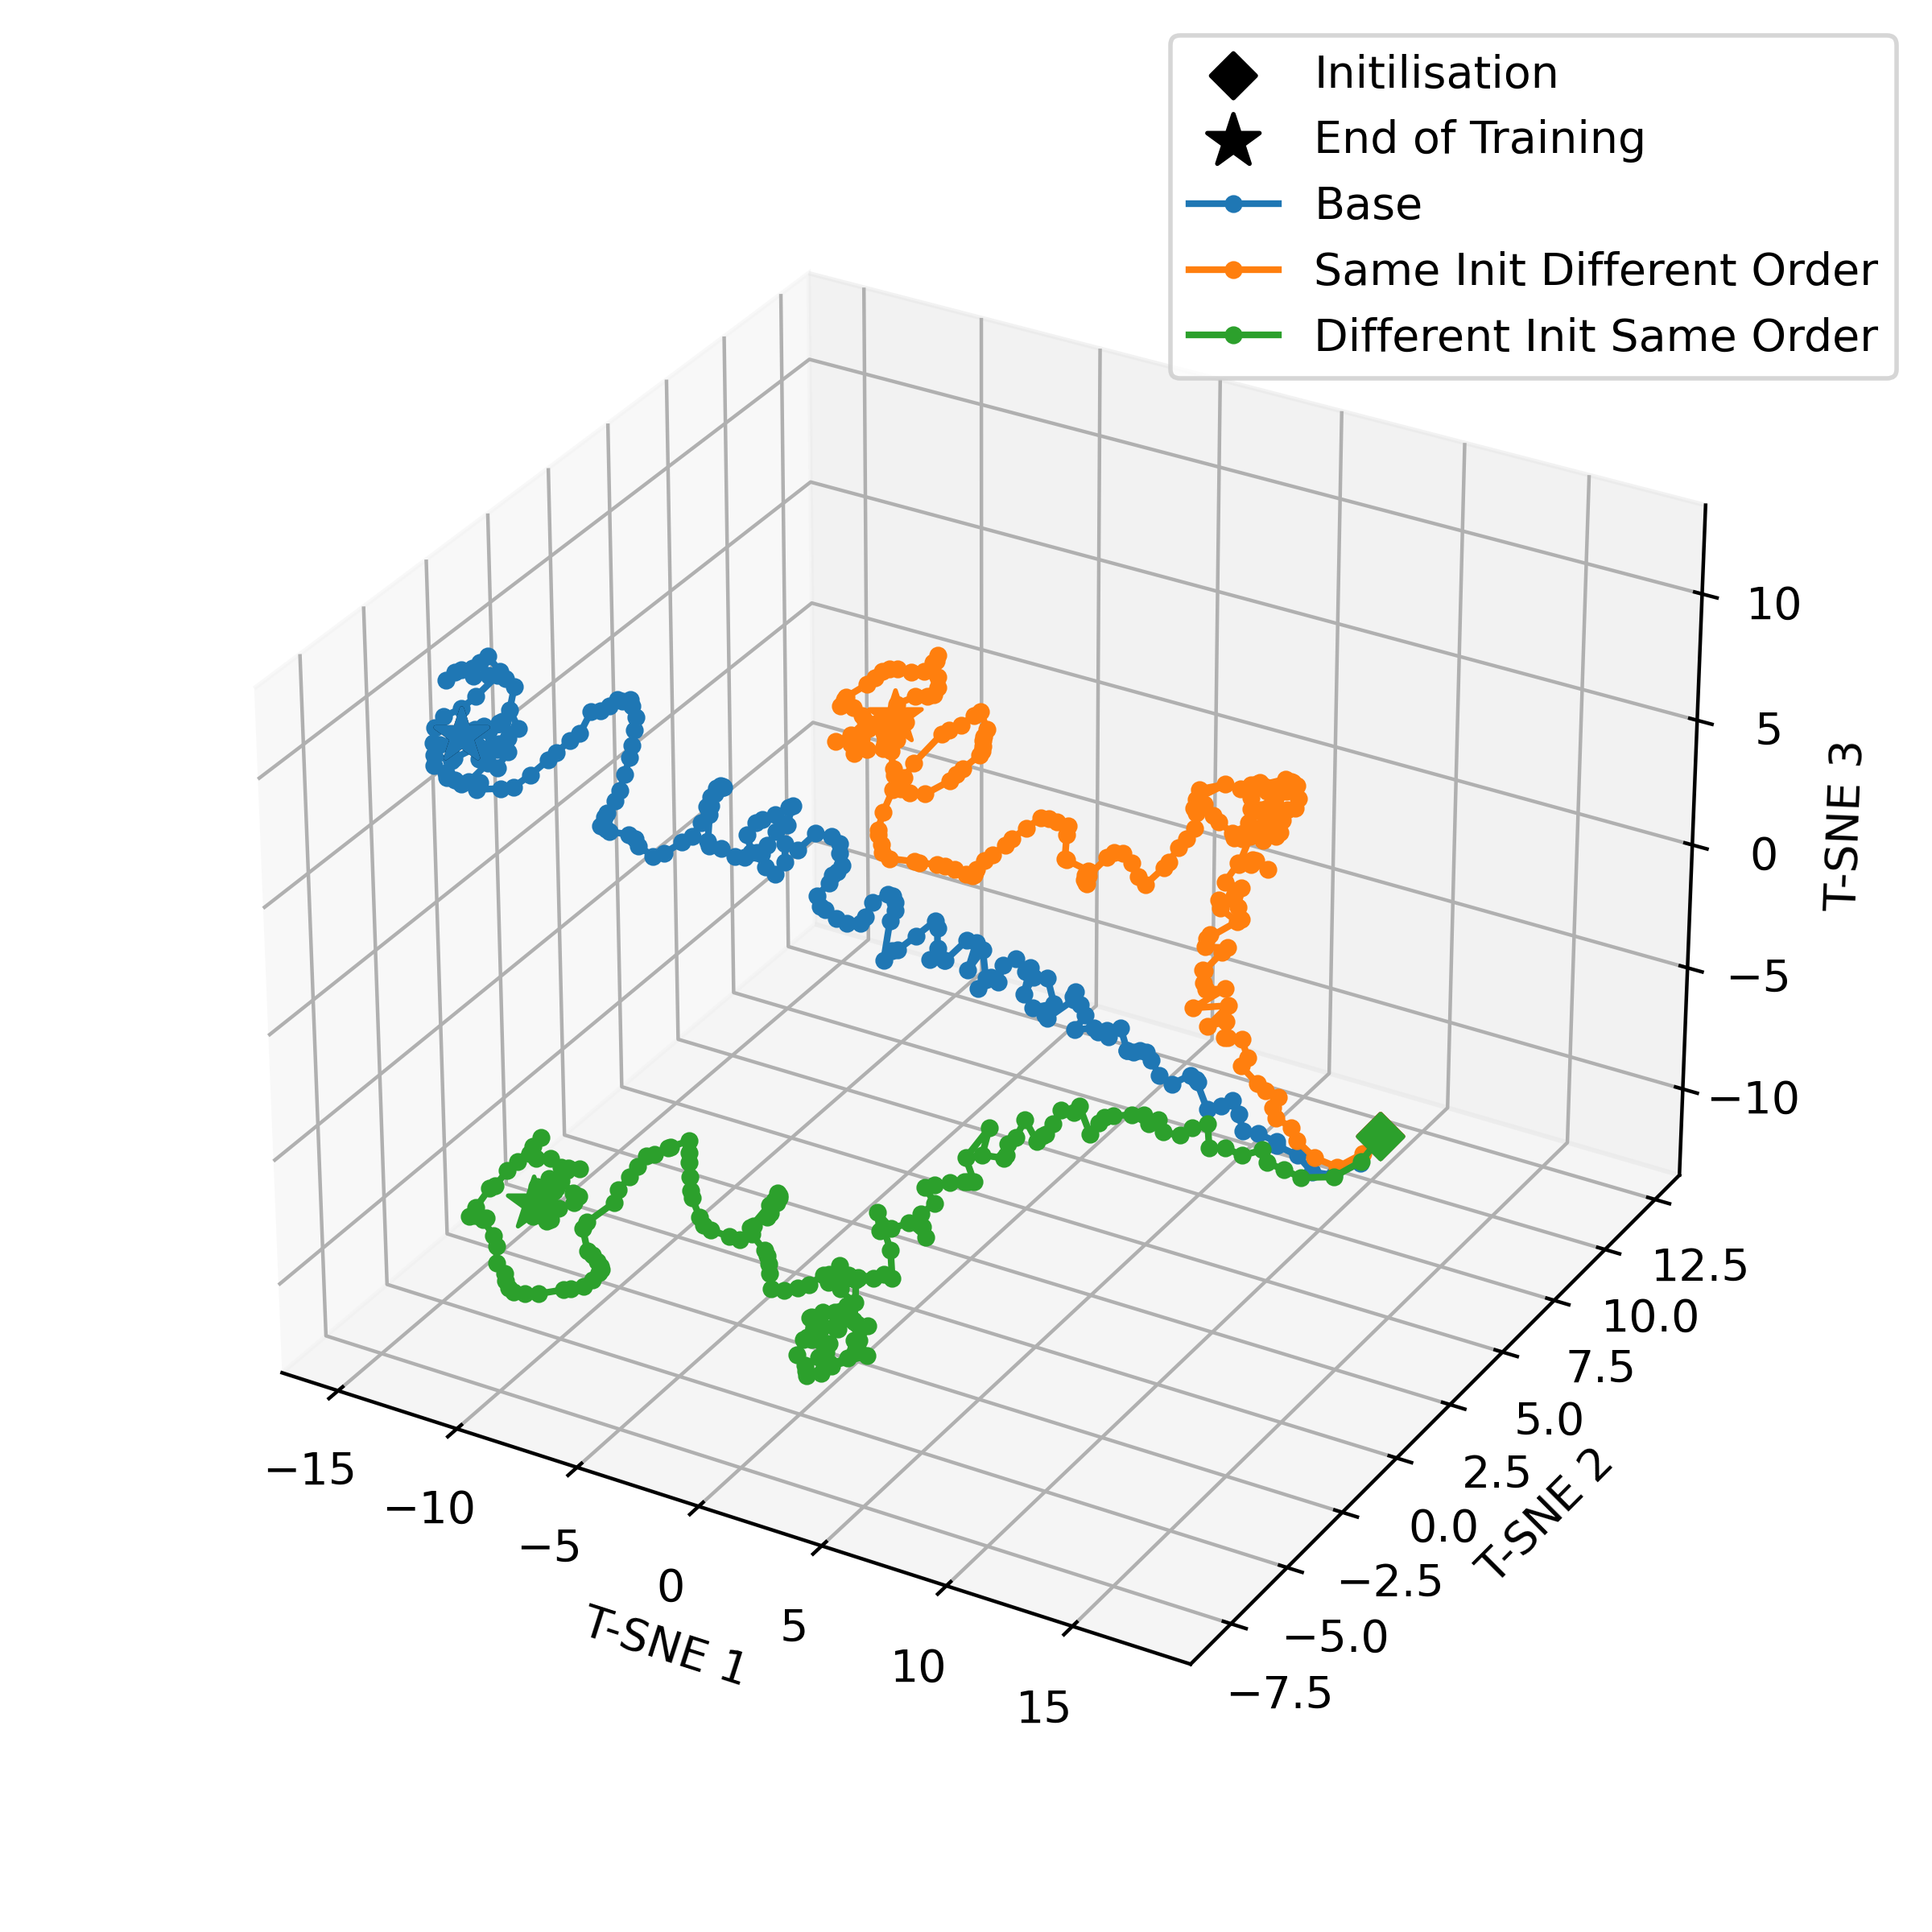 Initilisation
End of Training
Base
Same Init Different Order
Different Init Same Order
10
5
0
−5
−10
T-SNE 3
12.5
10.0
7.5
5.0
2.5
0.0
−2.5
−5.0
−7.5
T-SNE 2
−15
−10
−5
0
5
10
15
T-SNE 1